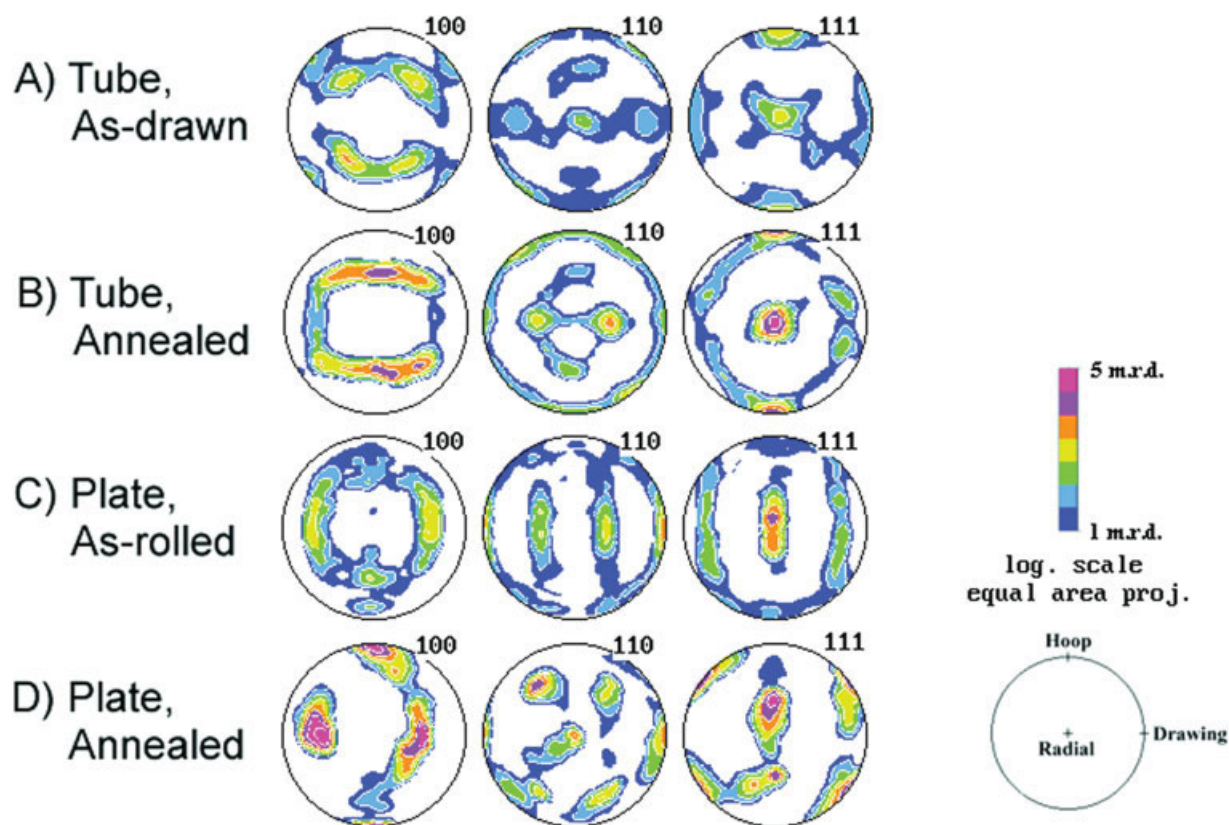 100 110 111
A) Tube,
As-drawn
100 110 111
B) Tube,
Annealed
100 110 111
C) Plate,
As-rolled
100 110 111
D) Plate,
Annealed
5 m.r.d.
1 m.r.d.
log. scale
equal area proj.
Hoop
Drawing
Radial